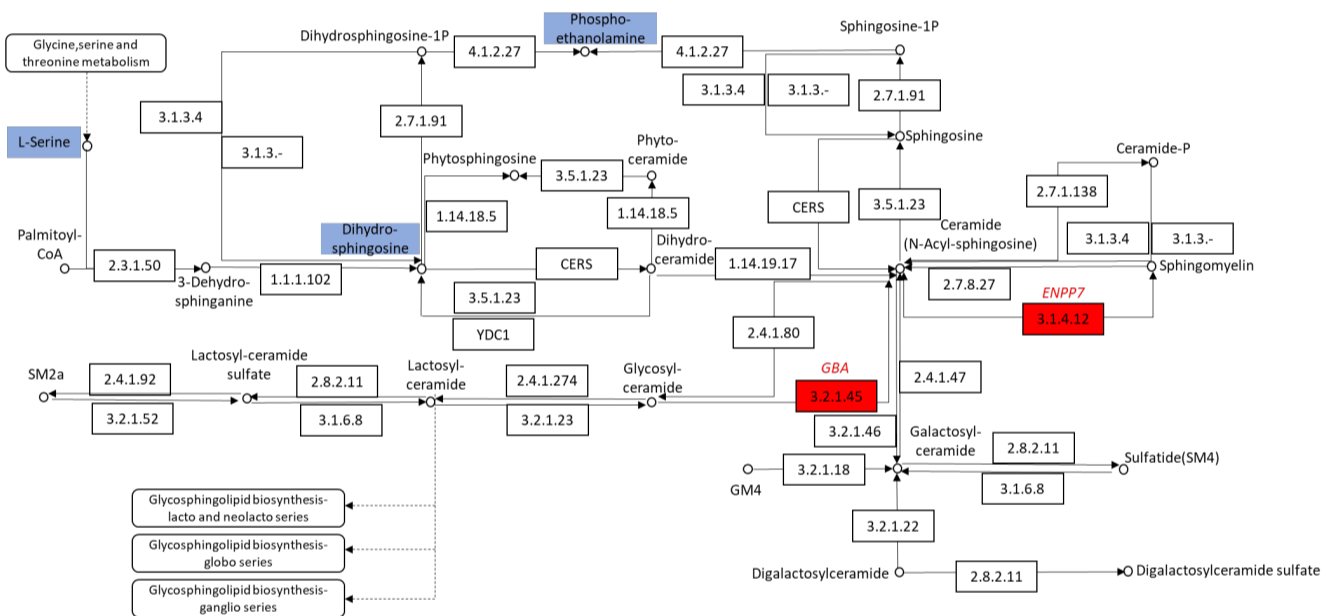 Glycine,serine and
threonine metabolism
L-Serine
Palmitoyl-
CoA
2.3.1.50
3-Dehydro-
sphinganine
1.1.1.102
3.1.3.4
3.1.3.-
Dihydrosphingosine-1P
4.1.2.27
Phospho-
ethanolamine
4.1.2.27
Sphingosine-1P
2.7.1.91
3.1.3.4
3.1.3.-
2.7.1.91
Sphingosine
Phytosphingosine
3.5.1.23
Phyto-
ceramide
1.14.18.5
1.14.18.5
Dihydro-
sphingosine
CERS
Dihydro-
ceramide
3.5.1.23
YDC1
1.14.19.17
CERS
3.5.1.23
Ceramide
(N-Acyl-sphingosine)
2.7.1.138
Ceramide-P
3.1.3.4
3.1.3.-
Sphingomyelin
2.7.8.27
ENPP7
3.1.4.12
2.4.1.80
GBA
3.2.1.45
2.4.1.47
3.2.1.46
SM2a
2.4.1.92
3.2.1.52
Lactosyl-ceramide
sulfate
2.8.2.11
3.1.6.8
Lactosyl-
ceramide
2.4.1.274
3.2.1.23
Glycosyl-
ceramide
Galactosyl-
ceramide
2.8.2.11
3.1.6.8
Sulfatide(SM4)
GM4
3.2.1.18
3.2.1.22
Digalactosylceramide
2.8.2.11
Digalactosylceramide sulfate
Glycosphingolipid biosynthesis-
lacto and neolacto series
Glycosphingolipid biosynthesis-
globo series
Glycosphingolipid biosynthesis-
ganglio series